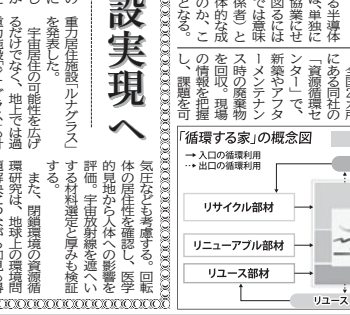 設実現へ
る半導体
は、単独に
協業にせ
図るには
では意味
係者）と
体的な成
のか、こ
となる。
重力居住施設「ルナグラス」
を発表した。
宇宙居住の可能性を広げ
るだけでなく、地上では過
気圧なども考慮する。回転
体の居住性を確認し、医学
的見地から人体への影響を
評価。宇宙放射線を遮へい
する材料選定と厚みも検証
する。
また、閉鎖環境の資源循
環研究は、地球上の環境問
にある同社の
「資源循環セ
ンター」で、
新築やアフタ
ーメンテナン
ス時の廃棄物
を回収。現場
の情報を把握
し、課題を可
「循環する家」の概念図
→ 入口の循環利用
出口の循環利用
リサイクル部材
リニューアブル部材
リユース部材
リユース